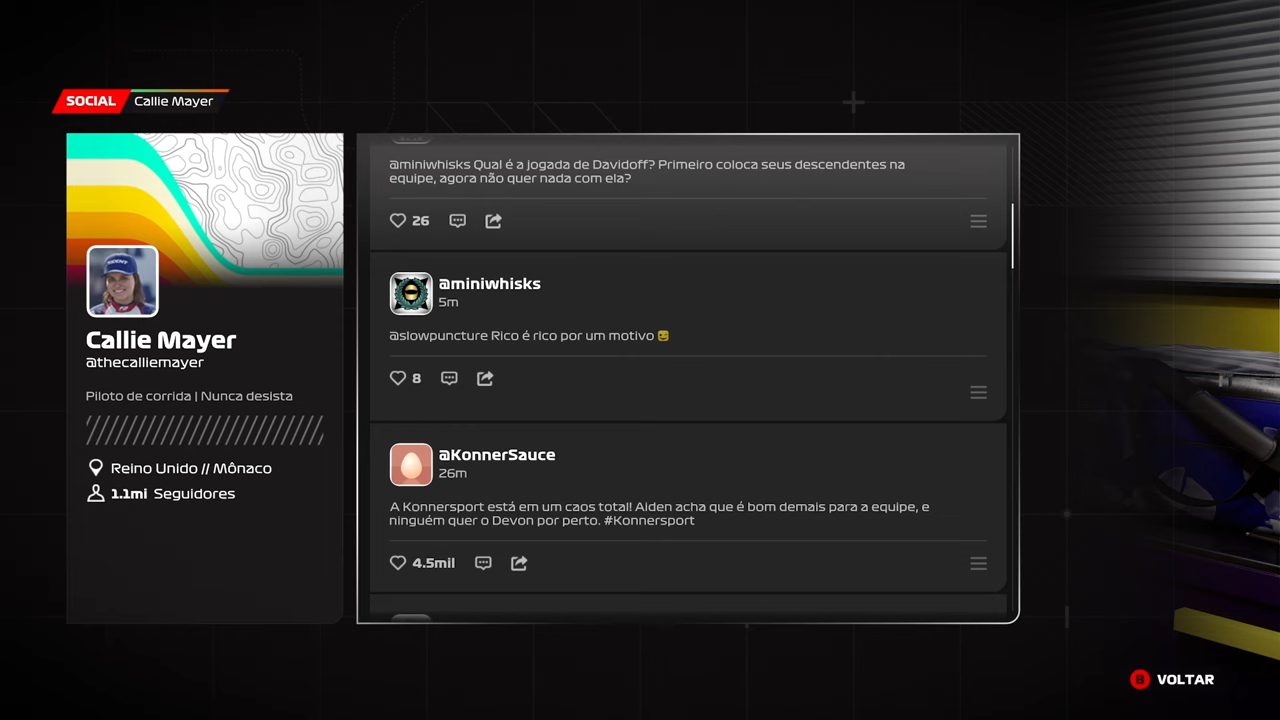 SOCIAL Callie Mayer
Callie Mayer
@thecalliemayer
Piloto de corrida | Nunca desista
Reino Unido // Mônaco
1.1mi Seguidores
@miniwhisks Qual é a jogada de Davidoff? Primeiro coloca seus descendentes na
equipe, agora não quer nada com ela?
26
@miniwhisks
5m
@slowpuncture Rico é rico por um motivo
8
@KonnerSauce
26m
A Konnersport está em um caos total! Aiden acha que é bom demais para a equipe, e
ninguém quer o Devon por perto. #Konnersport
4.5mil
B VOLTAR